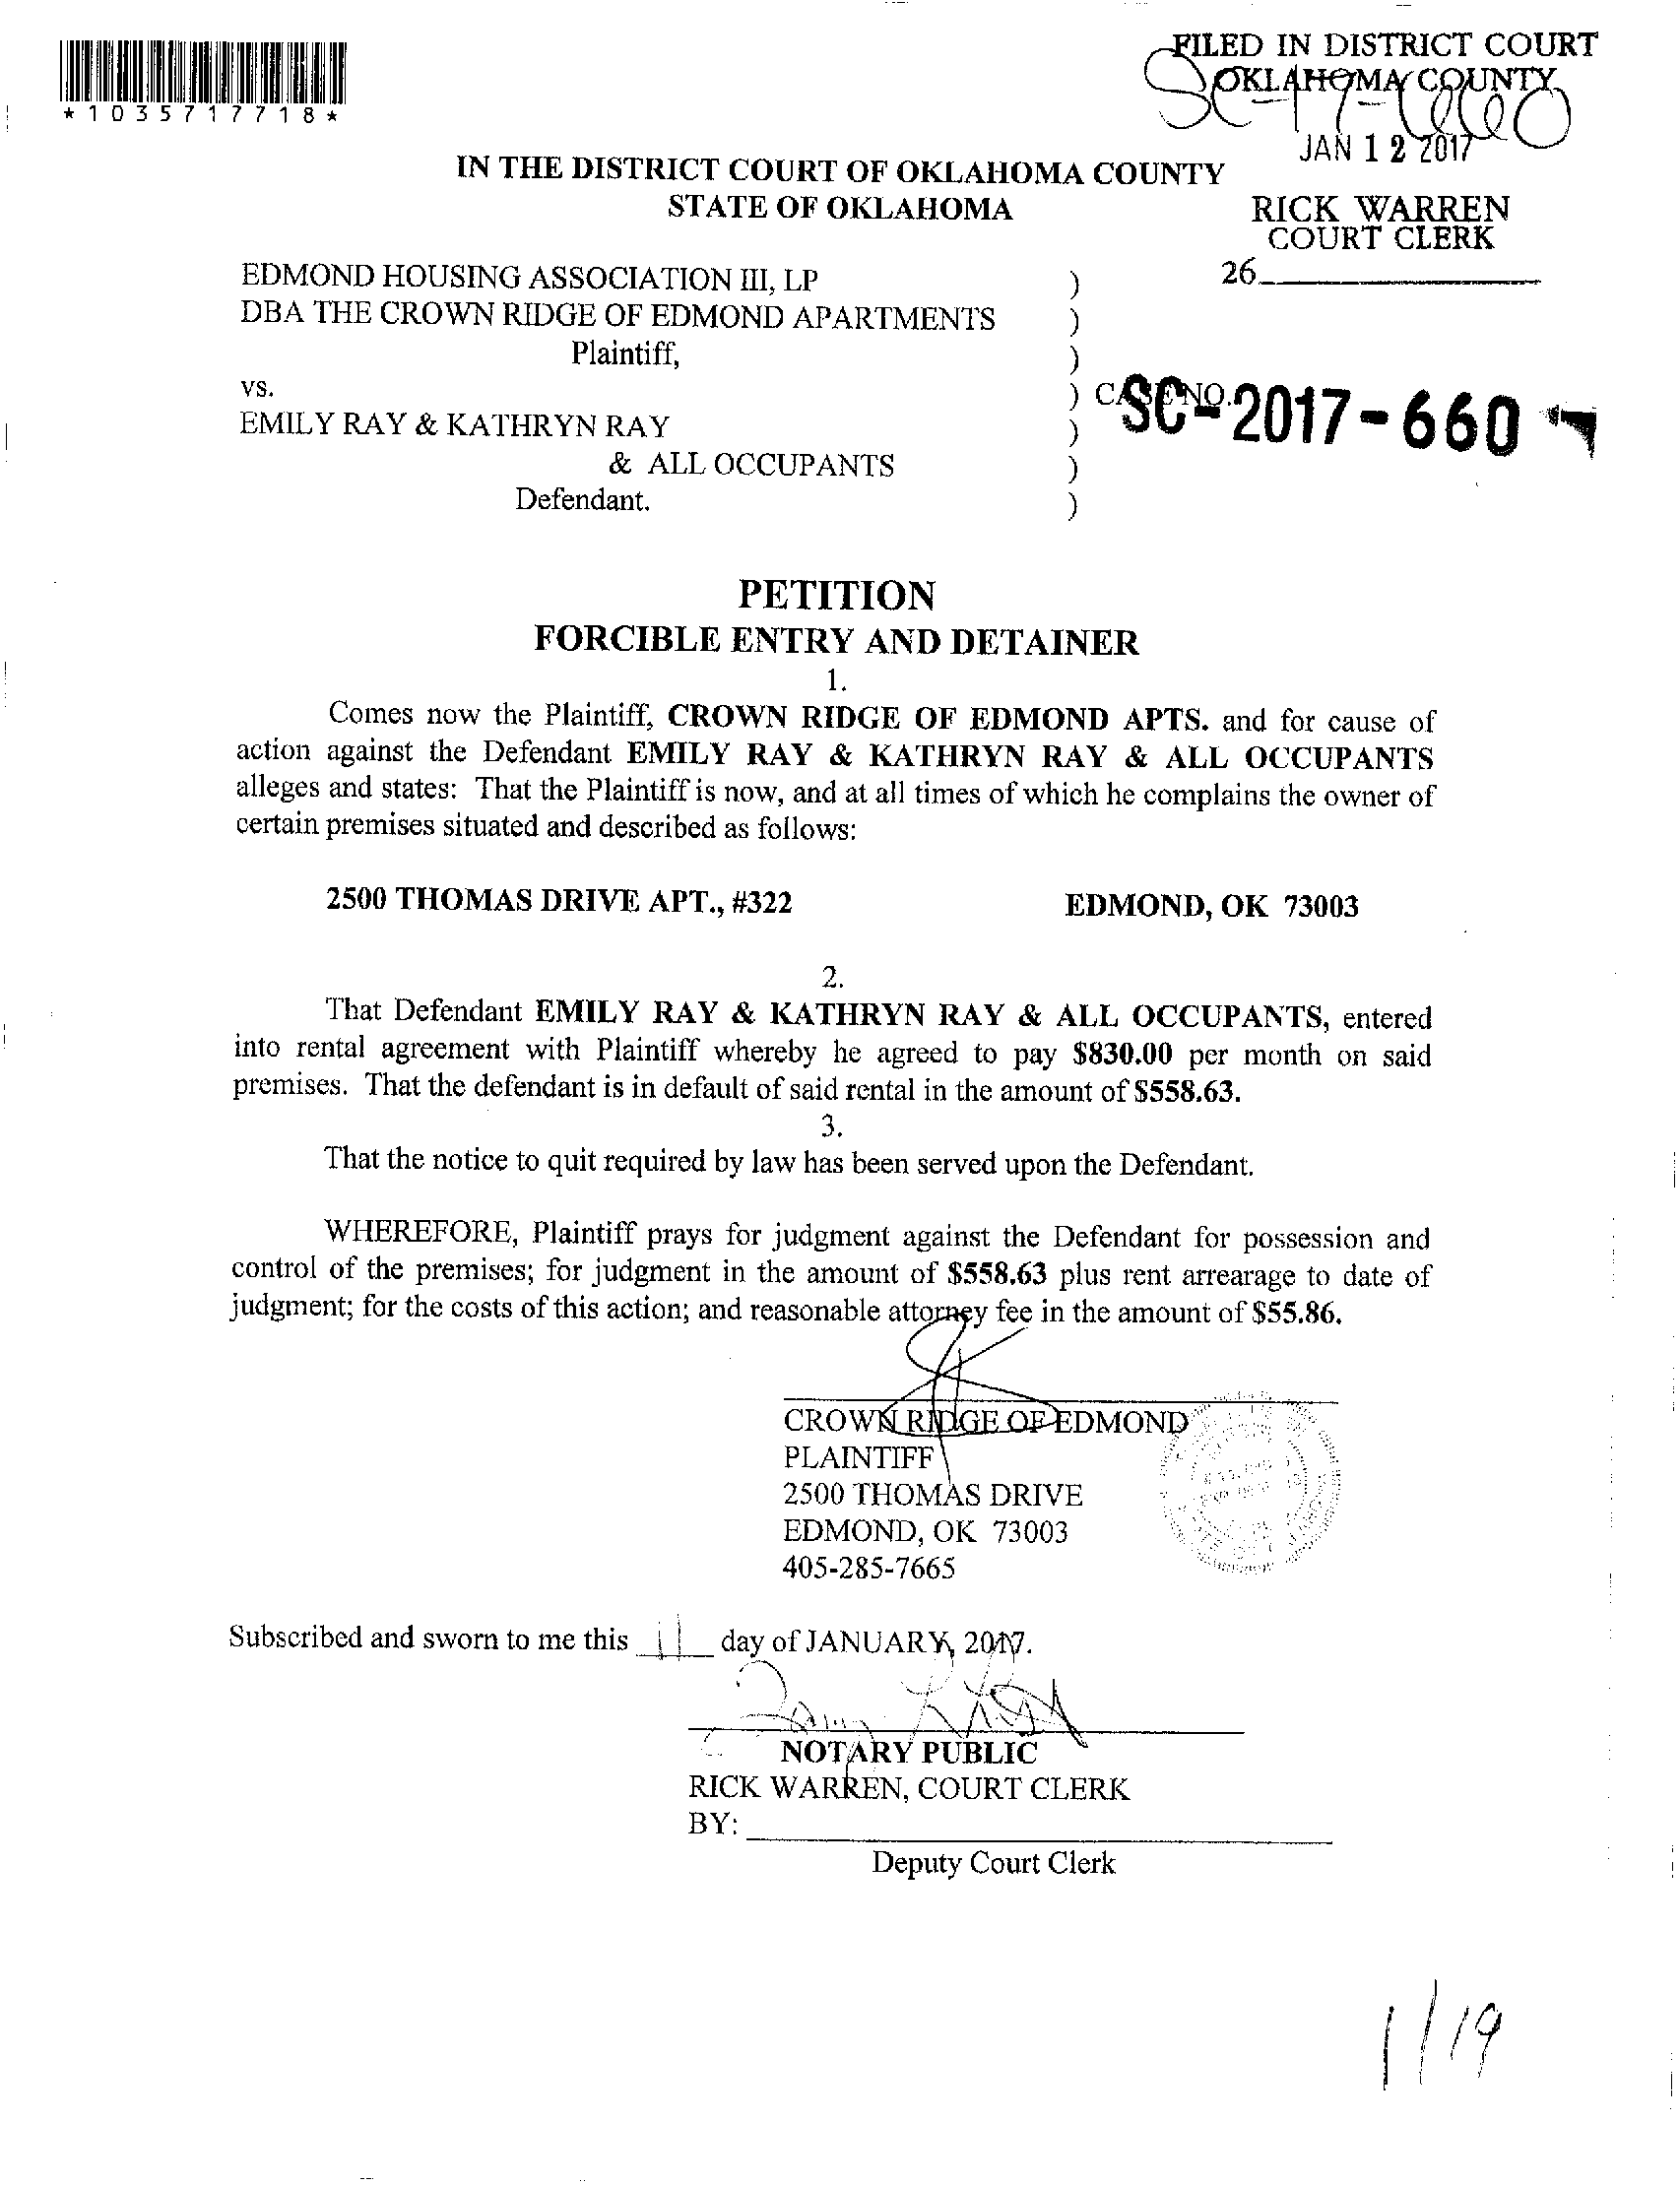 *1035717718*
FILED IN DISTRICT COURT
OKLAHOMA COUNTY
JAN 12 2017
RICK WARREN
COURT CLERK
26
IN THE DISTRICT COURT OF OKLAHOMA COUNTY
STATE OF OKLAHOMA
EDMOND HOUSING ASSOCIATION III, LP )
DBA THE CROWN RIDGE OF EDMOND APARTMENTS )
Plaintiff, )
vs. ) CASE NO. SC-2017-660
EMILY RAY & KATHRYN RAY )
& ALL OCCUPANTS )
Defendant. )
PETITION
FORCIBLE ENTRY AND DETAINER
1.
Comes now the Plaintiff, CROWN RIDGE OF EDMOND APTS. and for cause of
action against the Defendant EMILY RAY & KATHRYN RAY & ALL OCCUPANTS
alleges and states: That the Plaintiff is now, and at all times of which he complains the owner of
certain premises situated and described as follows:
2500 THOMAS DRIVE APT., #322 EDMOND, OK 73003
2.
That Defendant EMILY RAY & KATHRYN RAY & ALL OCCUPANTS, entered
into rental agreement with Plaintiff whereby he agreed to pay $830.00 per month on said
premises. That the defendant is in default of said rental in the amount of $558.63.
3.
That the notice to quit required by law has been served upon the Defendant.
WHEREFORE, Plaintiff prays for judgment against the Defendant for possession and
control of the premises; for judgment in the amount of $558.63 plus rent arrearage to date of
judgment; for the costs of this action; and reasonable attorney fee in the amount of $55.86.
CROWN RIDGE OF EDMOND
PLAINTIFF
2500 THOMAS DRIVE
EDMOND, OK 73003
405-285-7665
Subscribed and sworn to me this 11 day of JANUARY, 2017.
NOTARY PUBLIC
RICK WARREN, COURT CLERK
BY:
Deputy Court Clerk
1/19